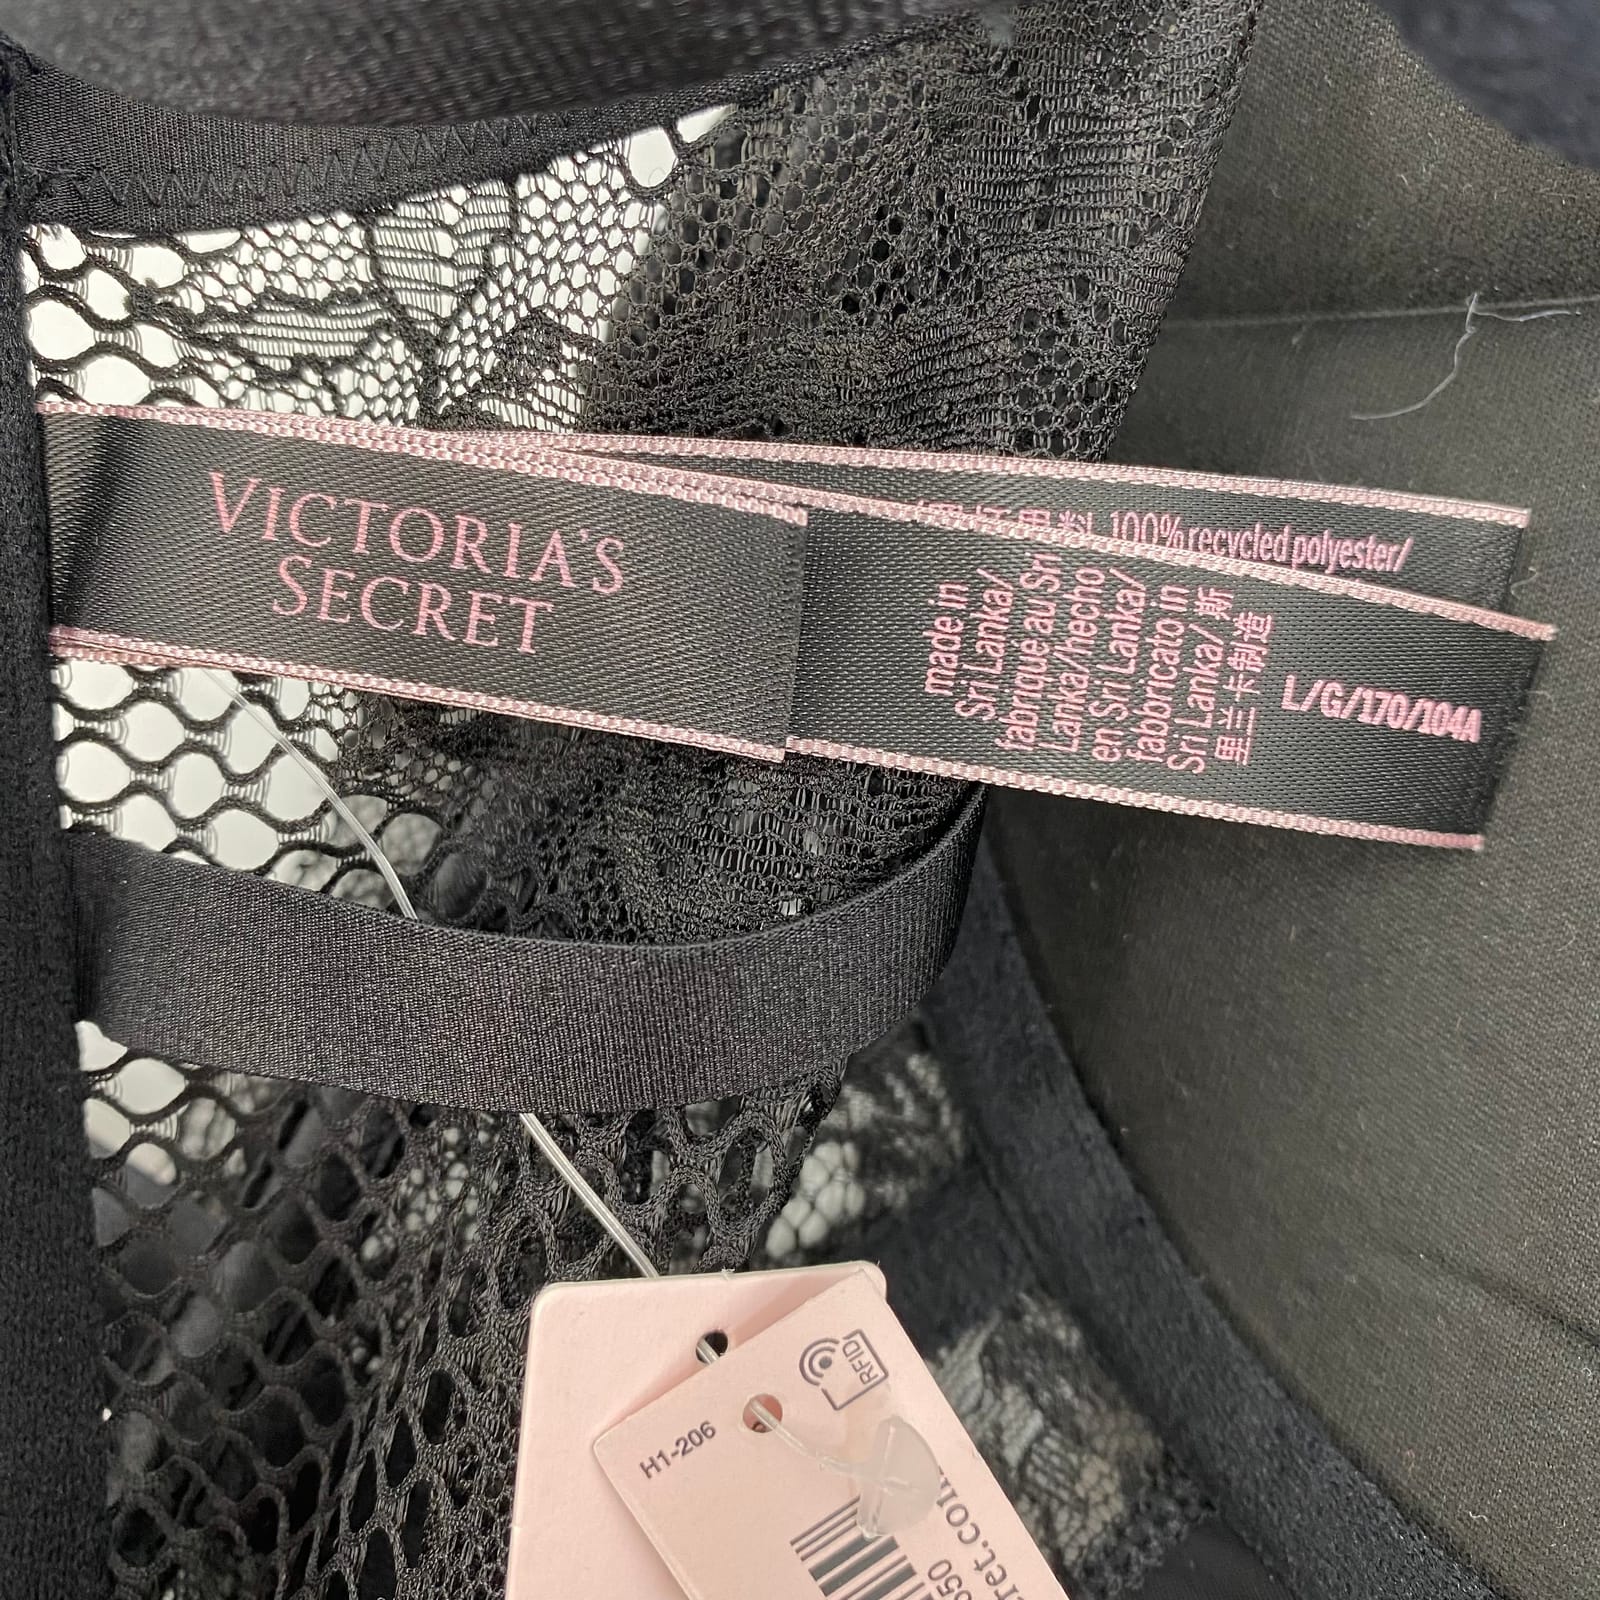 VICTORIA'S
SECRET
100% recycled polyester/
made in
Sri Lanka/
fabriqué au Sri
Lanka/hecho
en Sri Lanka/
fabbricato in
Sri Lanka/ 斯
里兰卡制造
L/G/170/104A
RFID
H1-206